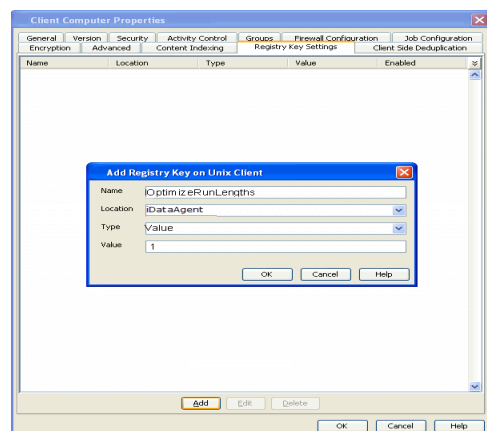 Client Computer Properties
General Version Security Activity Control Groups Firewall Configuration Job Configuration
Encryption Advanced Content Indexing Registry Key Settings Client Side Deduplication
Name Location Type Value Enabled
Add Registry Key on Unix Client
Name iOptimizeRunLengths
Location iDataAgent
Type Value
Value 1
OK Cancel Help
Add Edit Delete
OK Cancel Help